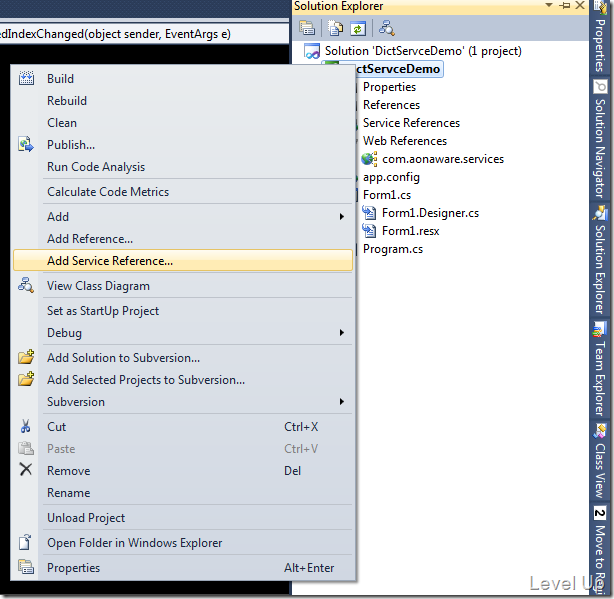 Solution Explorer
edIndexChanged(object sender, EventArgs e)
Solution 'DictServceDemo' (1 project)
ctServceDemo
Properties
References
Service References
Web References
com.aonaware.services
app.config
Form1.cs
Form1.Designer.cs
Form1.resx
Program.cs
Build
Rebuild
Clean
Publish...
Run Code Analysis
Calculate Code Metrics
Add
Add Reference...
Add Service Reference...
View Class Diagram
Set as StartUp Project
Debug
Add Solution to Subversion...
Add Selected Projects to Subversion...
Subversion
Cut Ctrl+X
Paste Ctrl+V
Remove Del
Rename
Unload Project
Open Folder in Windows Explorer
Properties Alt+Enter
Properties
Solution Navigator
Solution Explorer
Team Explorer
Class View
2 Move to Regi
Level Up